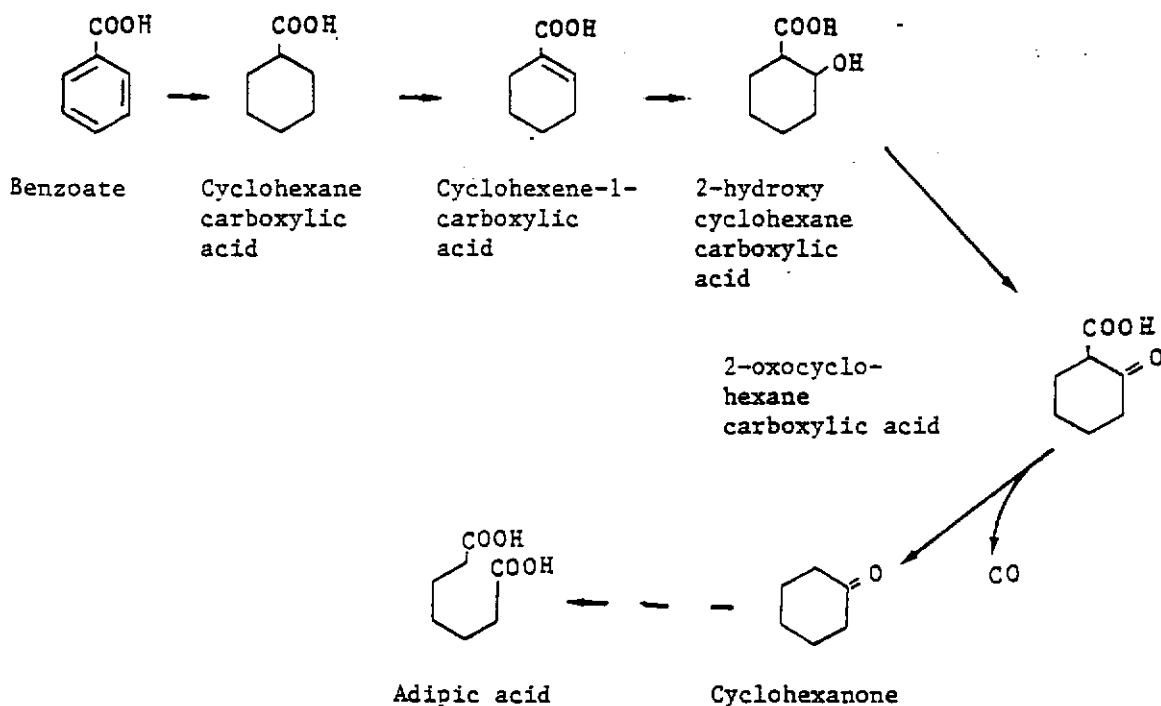 COOH
COOH
COOH
COOH
OH
Benzoate
Cyclohexane
carboxylic
acid
Cyclohexene-1-
carboxylic
acid
2-hydroxy
cyclohexane
carboxylic
acid
COOH
O
2-oxocyclo-
hexane
carboxylic acid
COOH
COOH
O
CO
Adipic acid
Cyclohexanone